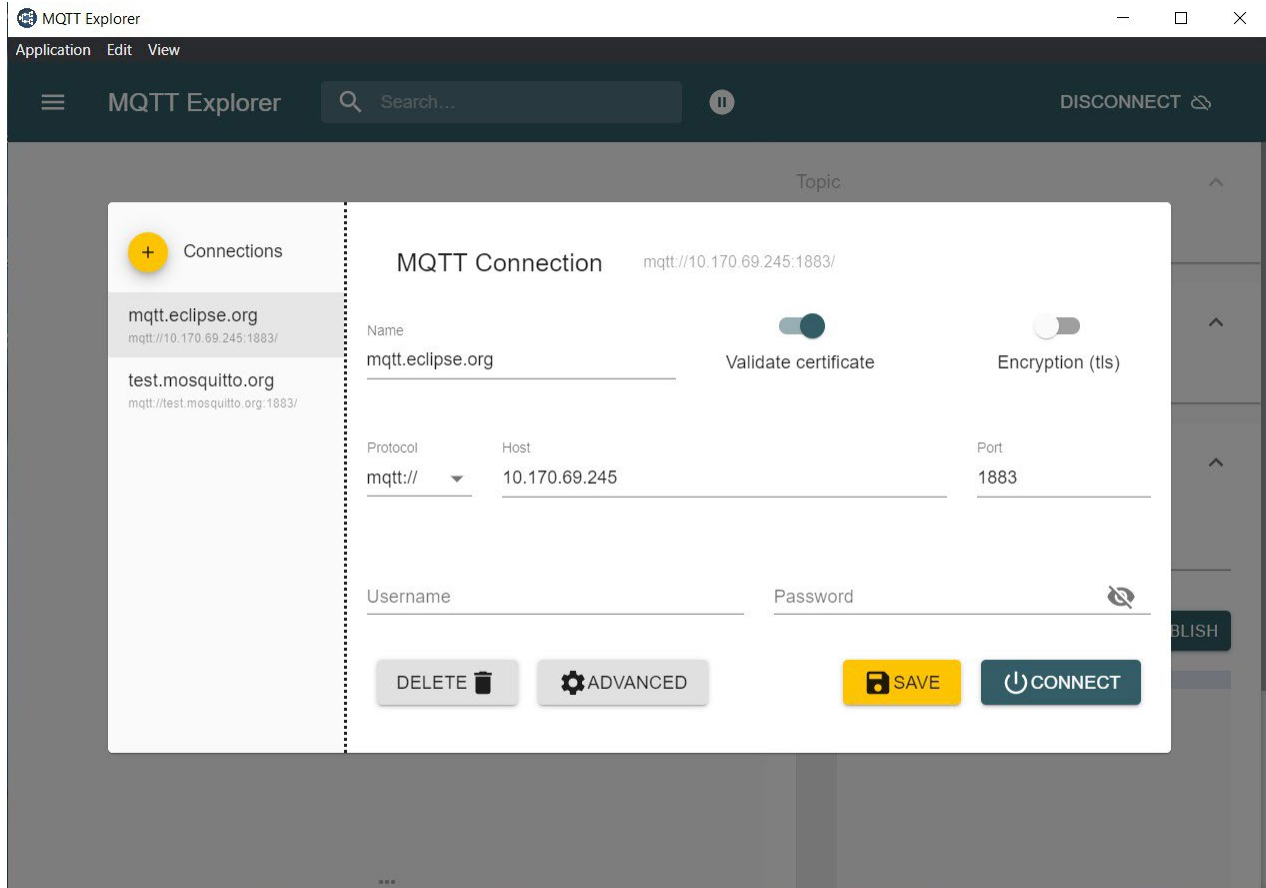 MQTT Explorer
Application Edit View
MQTT Explorer
Search...
DISCONNECT
Topic
Connections
mqtt.eclipse.org
mqtt://10.170.69.245:1883/
test.mosquitto.org
mqtt://test.mosquitto.org:1883/
MQTT Connection mqtt://10.170.69.245:1883/
Name
mqtt.eclipse.org
Validate certificate
Encryption (tls)
Protocol Host Port
mqtt:// 10.170.69.245 1883
Username Password
DELETE ADVANCED SAVE CONNECT
BLISH